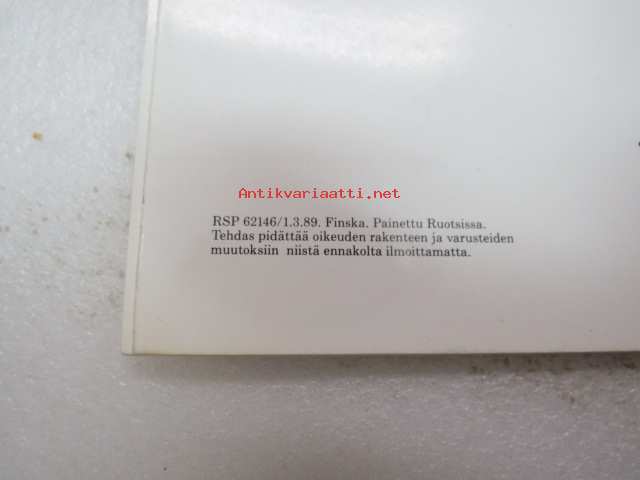 Antikvariaatti.net
RSP 62146/1.3.89. Finska. Painettu Ruotsissa.
Tehdas pidättää oikeuden rakenteen ja varusteiden
muutoksiin niistä ennakolta ilmoittamatta.